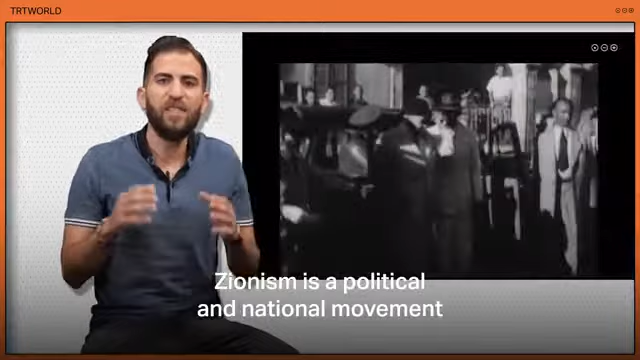 TRTWORLD
Zionism is a political
and national movement